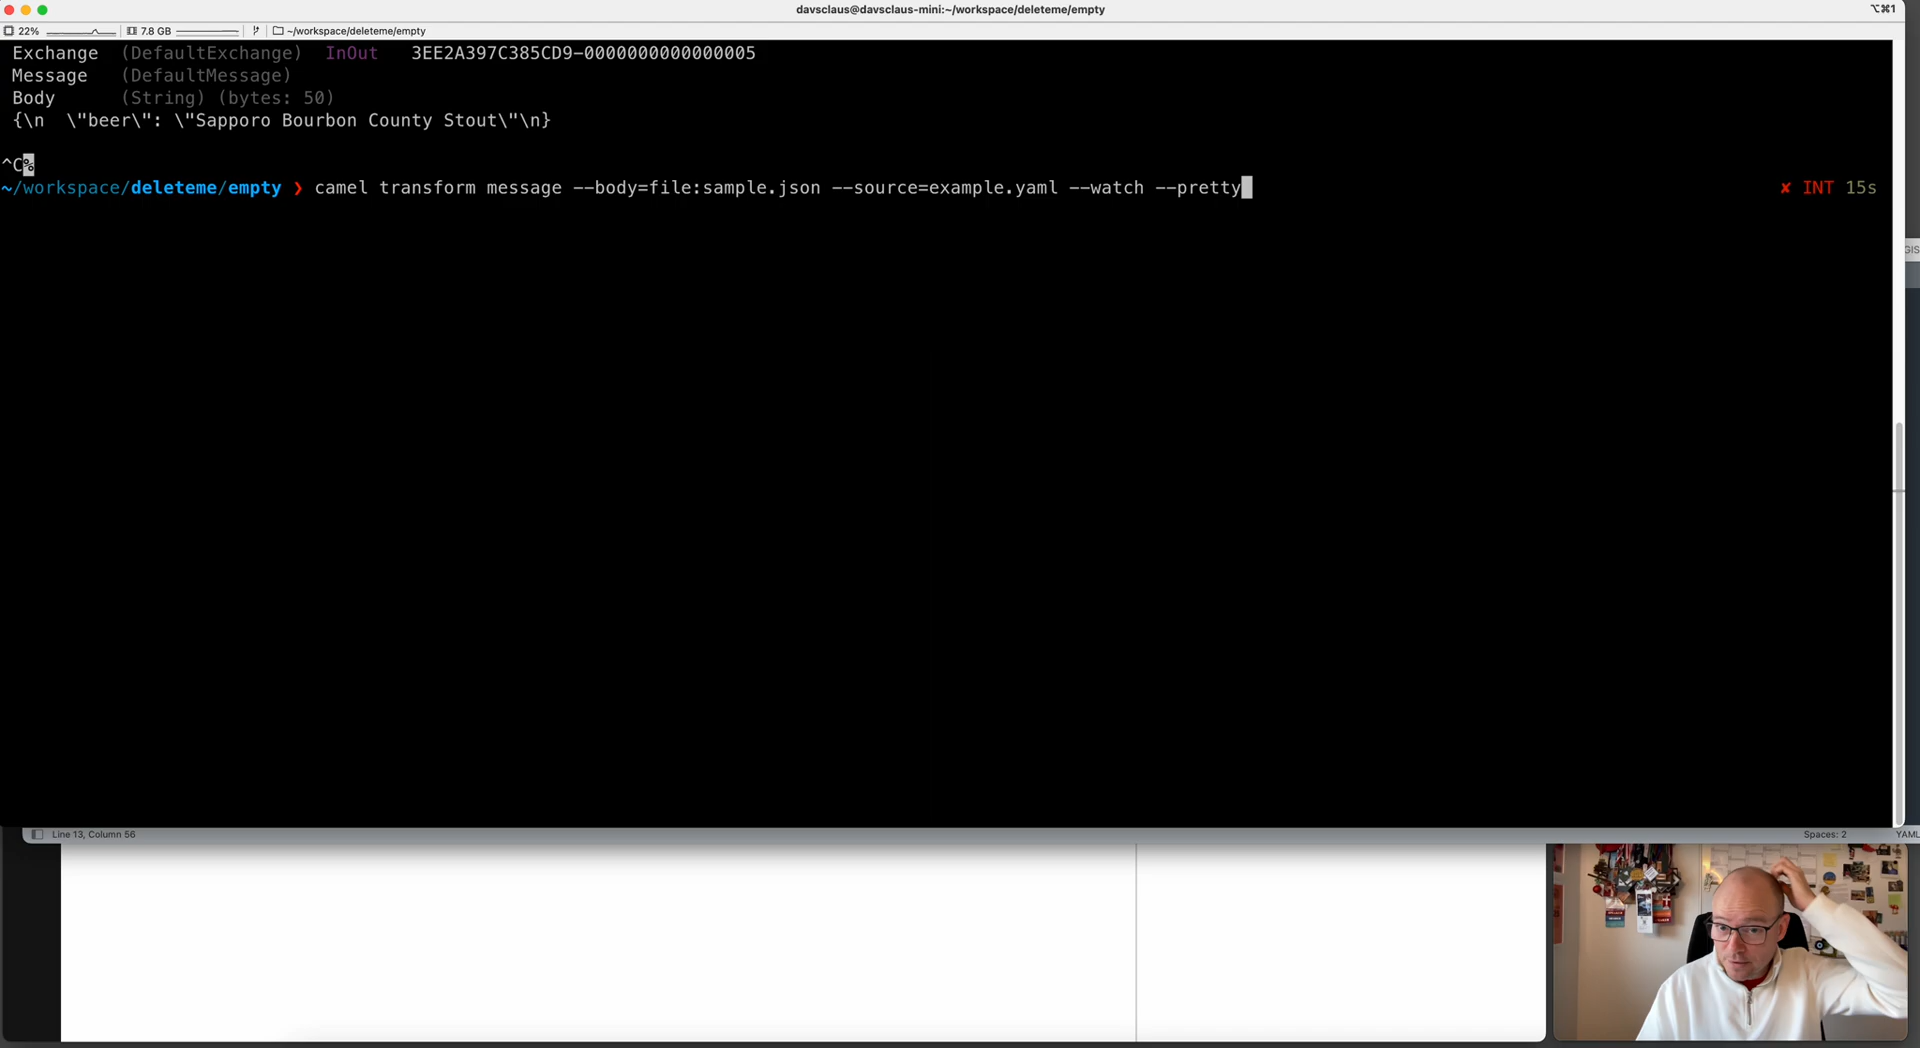 davsclaus@davsclaus-mini:~/workspace/deleteme/empty
⌥⌘1
22% 7.8 GB ~/workspace/deleteme/empty
Exchange (DefaultExchange) InOut 3EE2A397C385CD9-0000000000000005
Message (DefaultMessage)
Body (String) (bytes: 50)
{\n  \"beer\": \"Sapporo Bourbon County Stout\"\n}
^C%
~/workspace/deleteme/empty ❯ camel transform message --body=file:sample.json --source=example.yaml --watch --pretty ✘ INT 15s
GIS
Line 13, Column 56 Spaces: 2 YAML